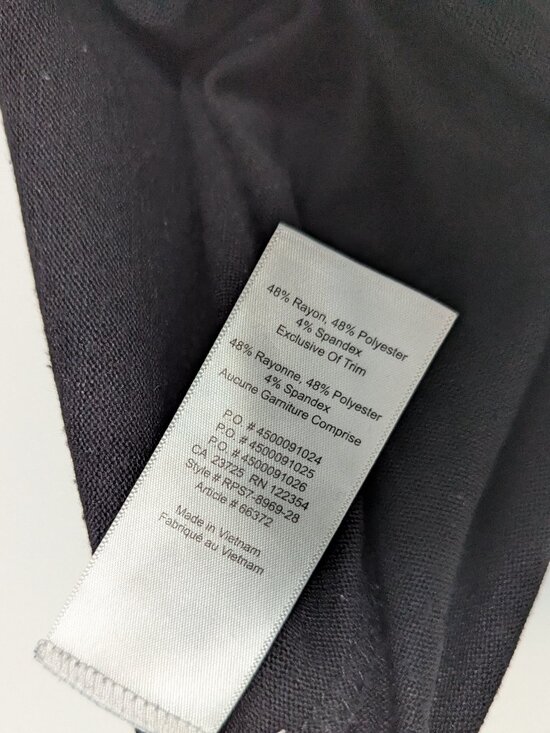 48% Rayon, 48% Polyester
4% Spandex
Exclusive Of Trim
48% Rayonne, 48% Polyester
4% Spandex
Aucune Garniture Comprise
P.O. # 4500091024
P.O. # 4500091025
P.O. # 4500091026
CA 23725 RN 122354
Style # RPS7-8969-28
Article # 66372
Made in Vietnam
Fabriqué au Vietnam